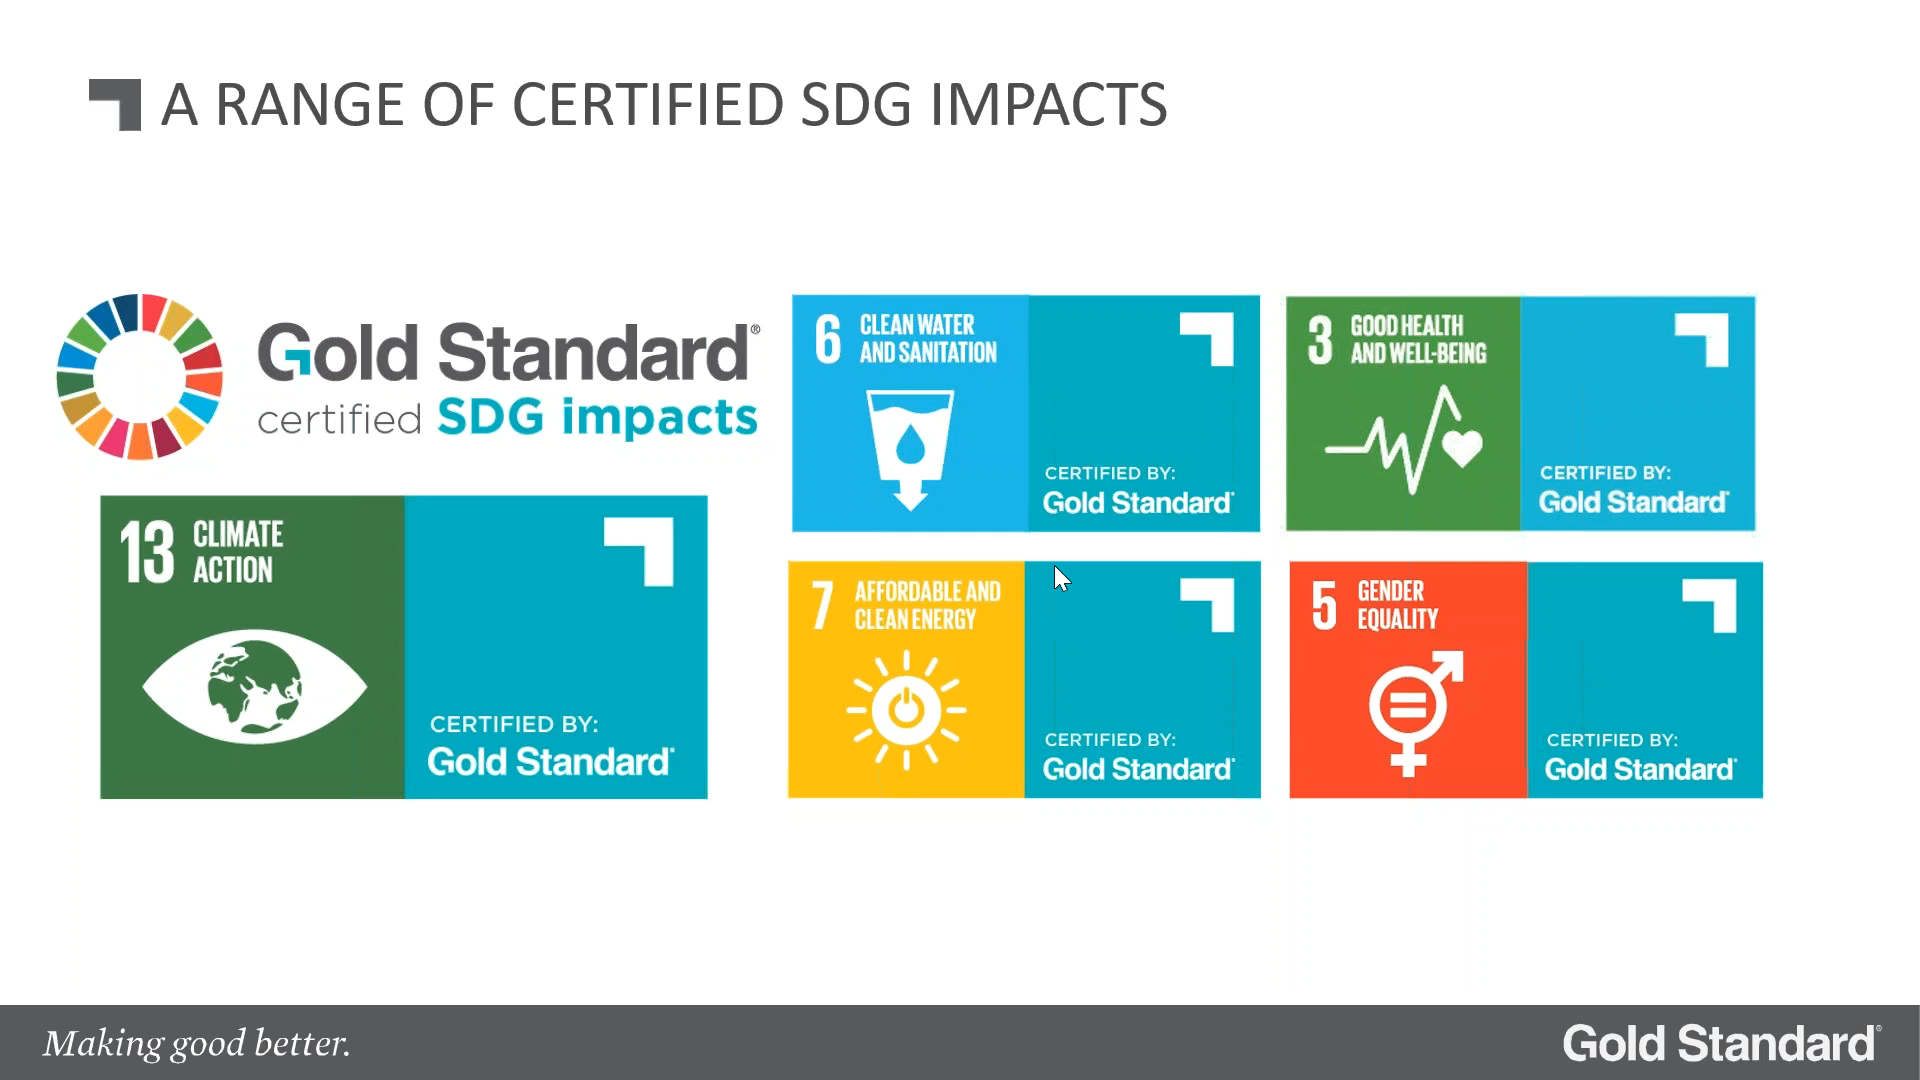 A RANGE OF CERTIFIED SDG IMPACTS
Gold Standard®
certified SDG impacts
13 CLIMATE
ACTION
CERTIFIED BY:
Gold Standard®
6 CLEAN WATER
AND SANITATION
CERTIFIED BY:
Gold Standard®
3 GOOD HEALTH
AND WELL-BEING
CERTIFIED BY:
Gold Standard®
7 AFFORDABLE AND
CLEAN ENERGY
CERTIFIED BY:
Gold Standard®
5 GENDER
EQUALITY
CERTIFIED BY:
Gold Standard®
Making good better.
Gold Standard®